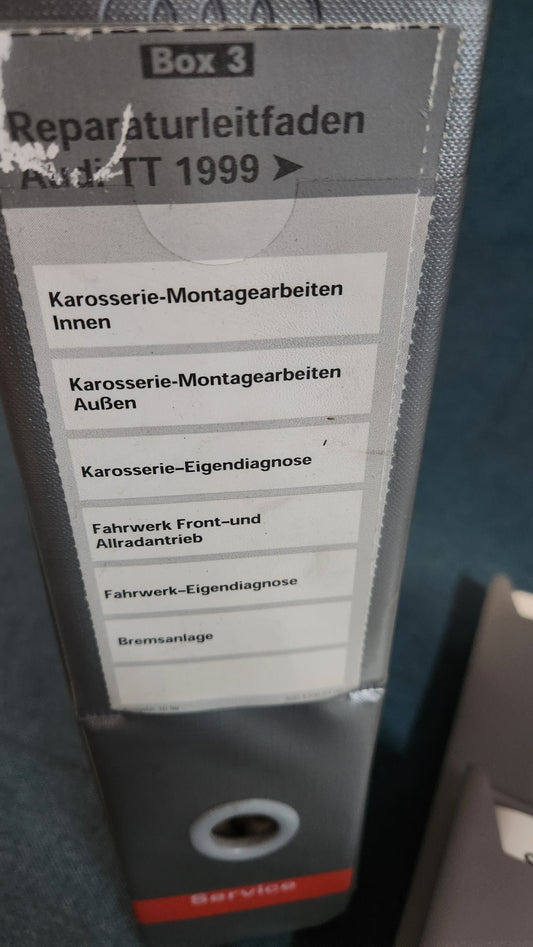 Box 3
Reparaturleitfaden
Audi TT 1999 ➤
Karosserie-Montagearbeiten
Innen
Karosserie-Montagearbeiten
Außen
Karosserie-Eigendiagnose
Fahrwerk Front-und
Allradantrieb
Fahrwerk-Eigendiagnose
Bremsanlage
Service